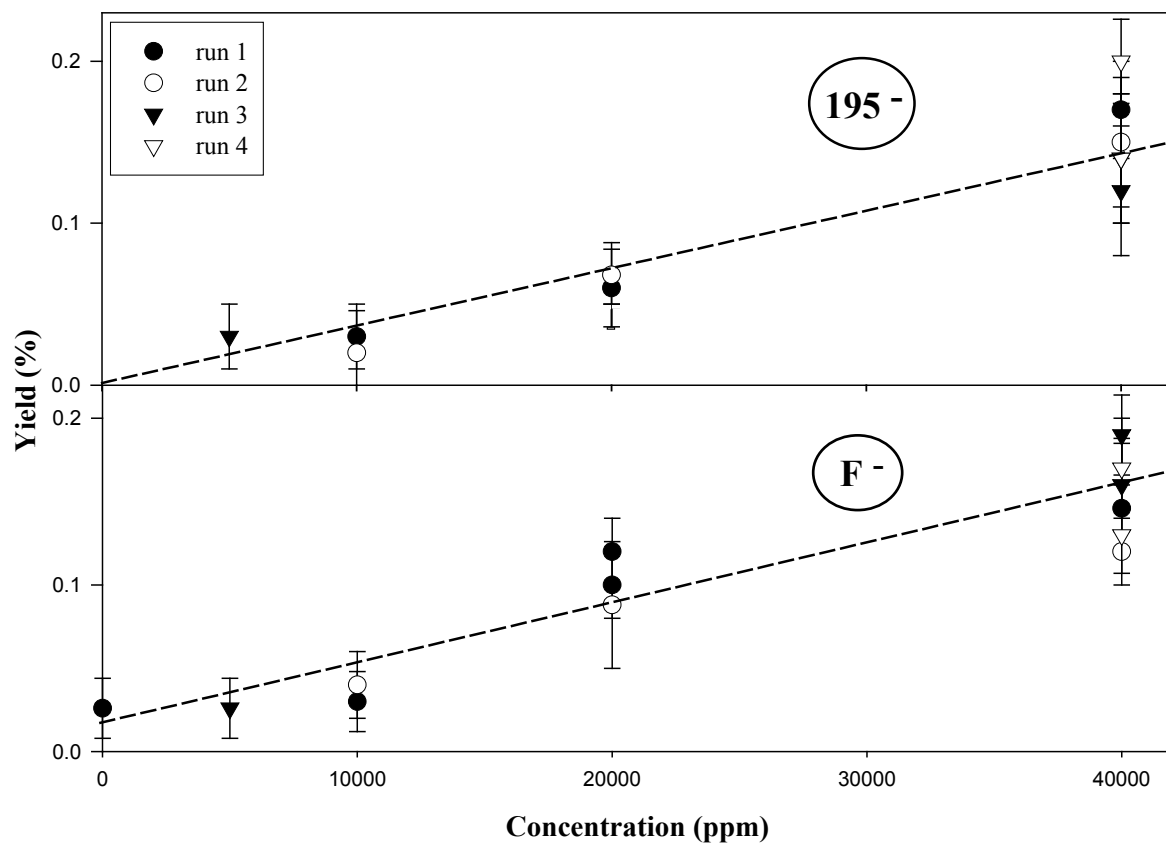 run 1
run 2
run 3
run 4
195 -
0.2
0.1
0.0
Yield (%)
F -
0.2
0.1
0.0
0 10000 20000 30000 40000
Concentration (ppm)